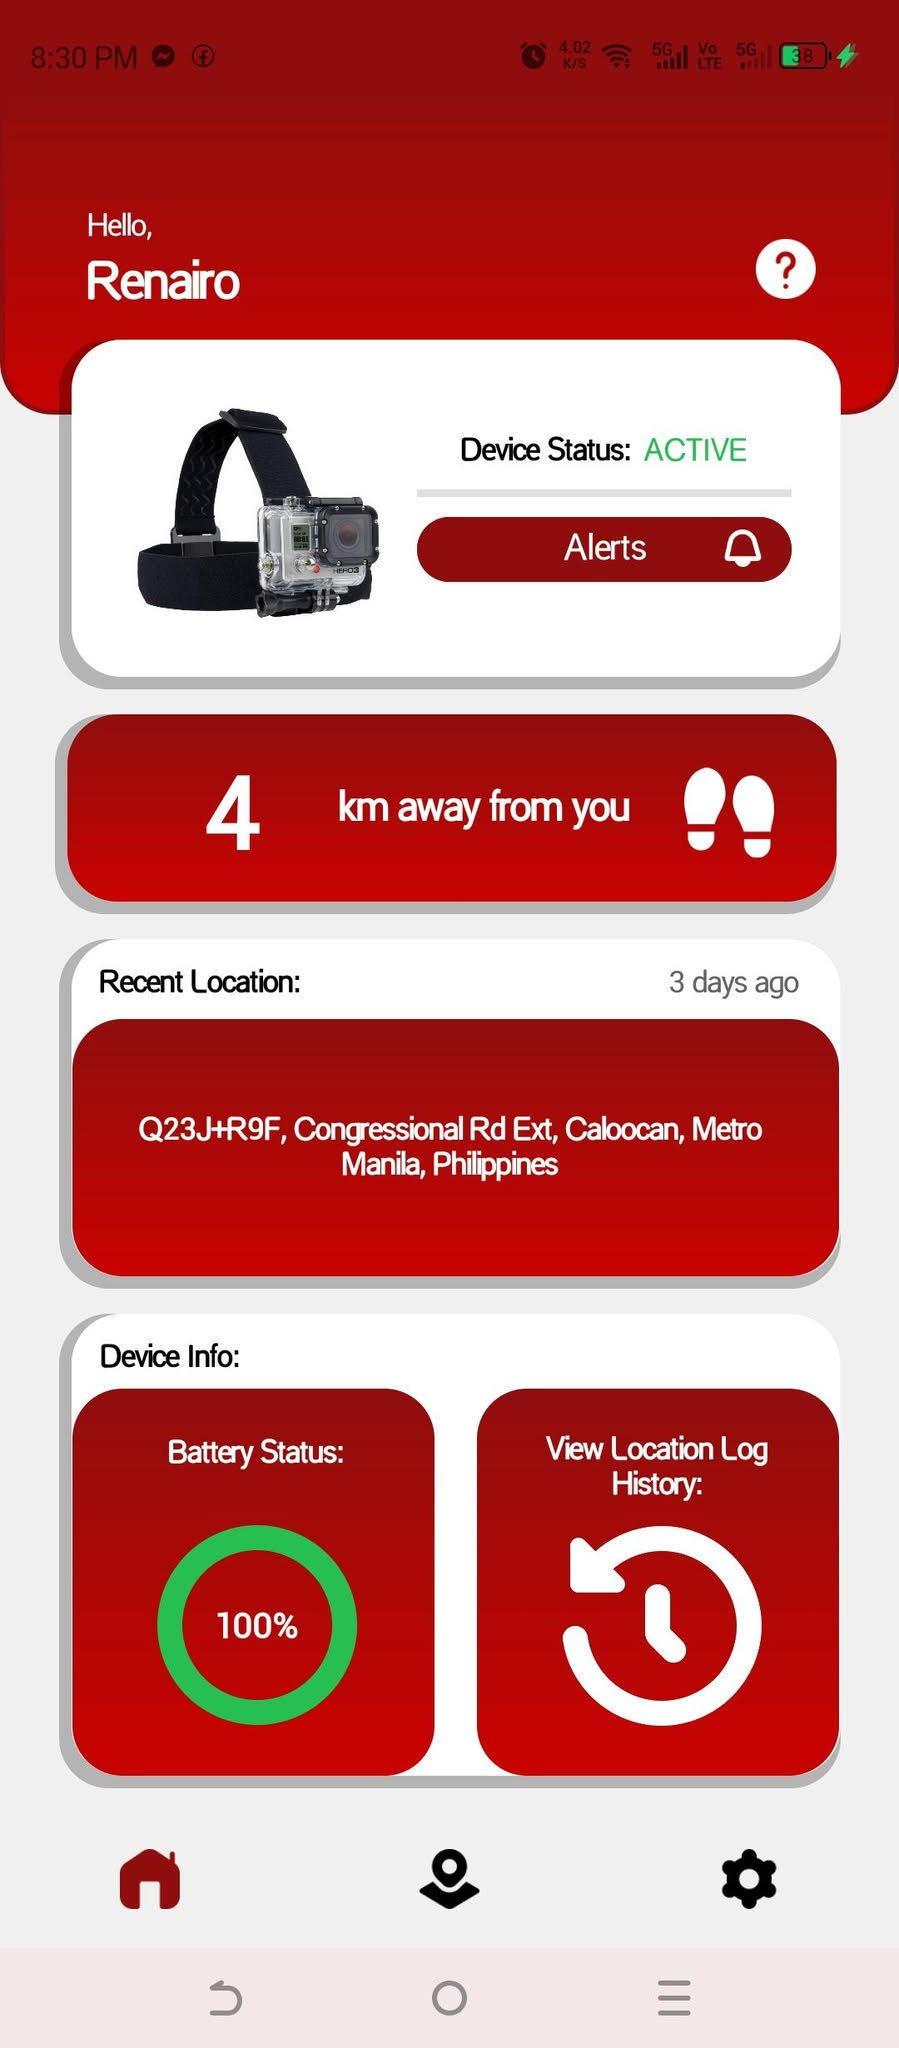 8:30 PM
4.02 K/S 5G Vo LTE 5G 38
Hello,
Renairo
?
Device Status: ACTIVE
HERO3
Alerts
4 km away from you
Recent Location: 3 days ago
Q23J+R9F, Congressional Rd Ext, Caloocan, Metro
Manila, Philippines
Device Info:
Battery Status:
100%
View Location Log
History: